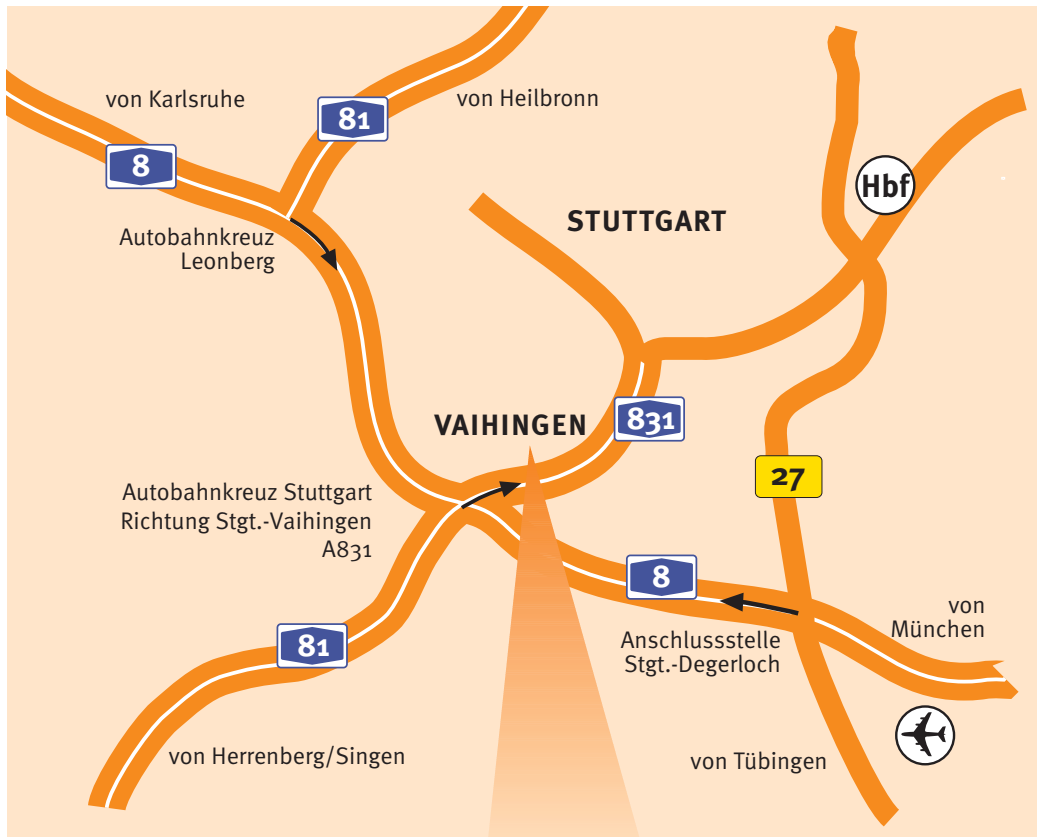 von Karlsruhe
81
von Heilbronn
8
Hbf
STUTTGART
Autobahnkreuz
Leonberg
VAIHINGEN
831
27
Autobahnkreuz Stuttgart
Richtung Stgt.-Vaihingen
A831
8
von
München
81
Anschlussstelle
Stgt.-Degerloch
von Herrenberg/Singen
von Tübingen